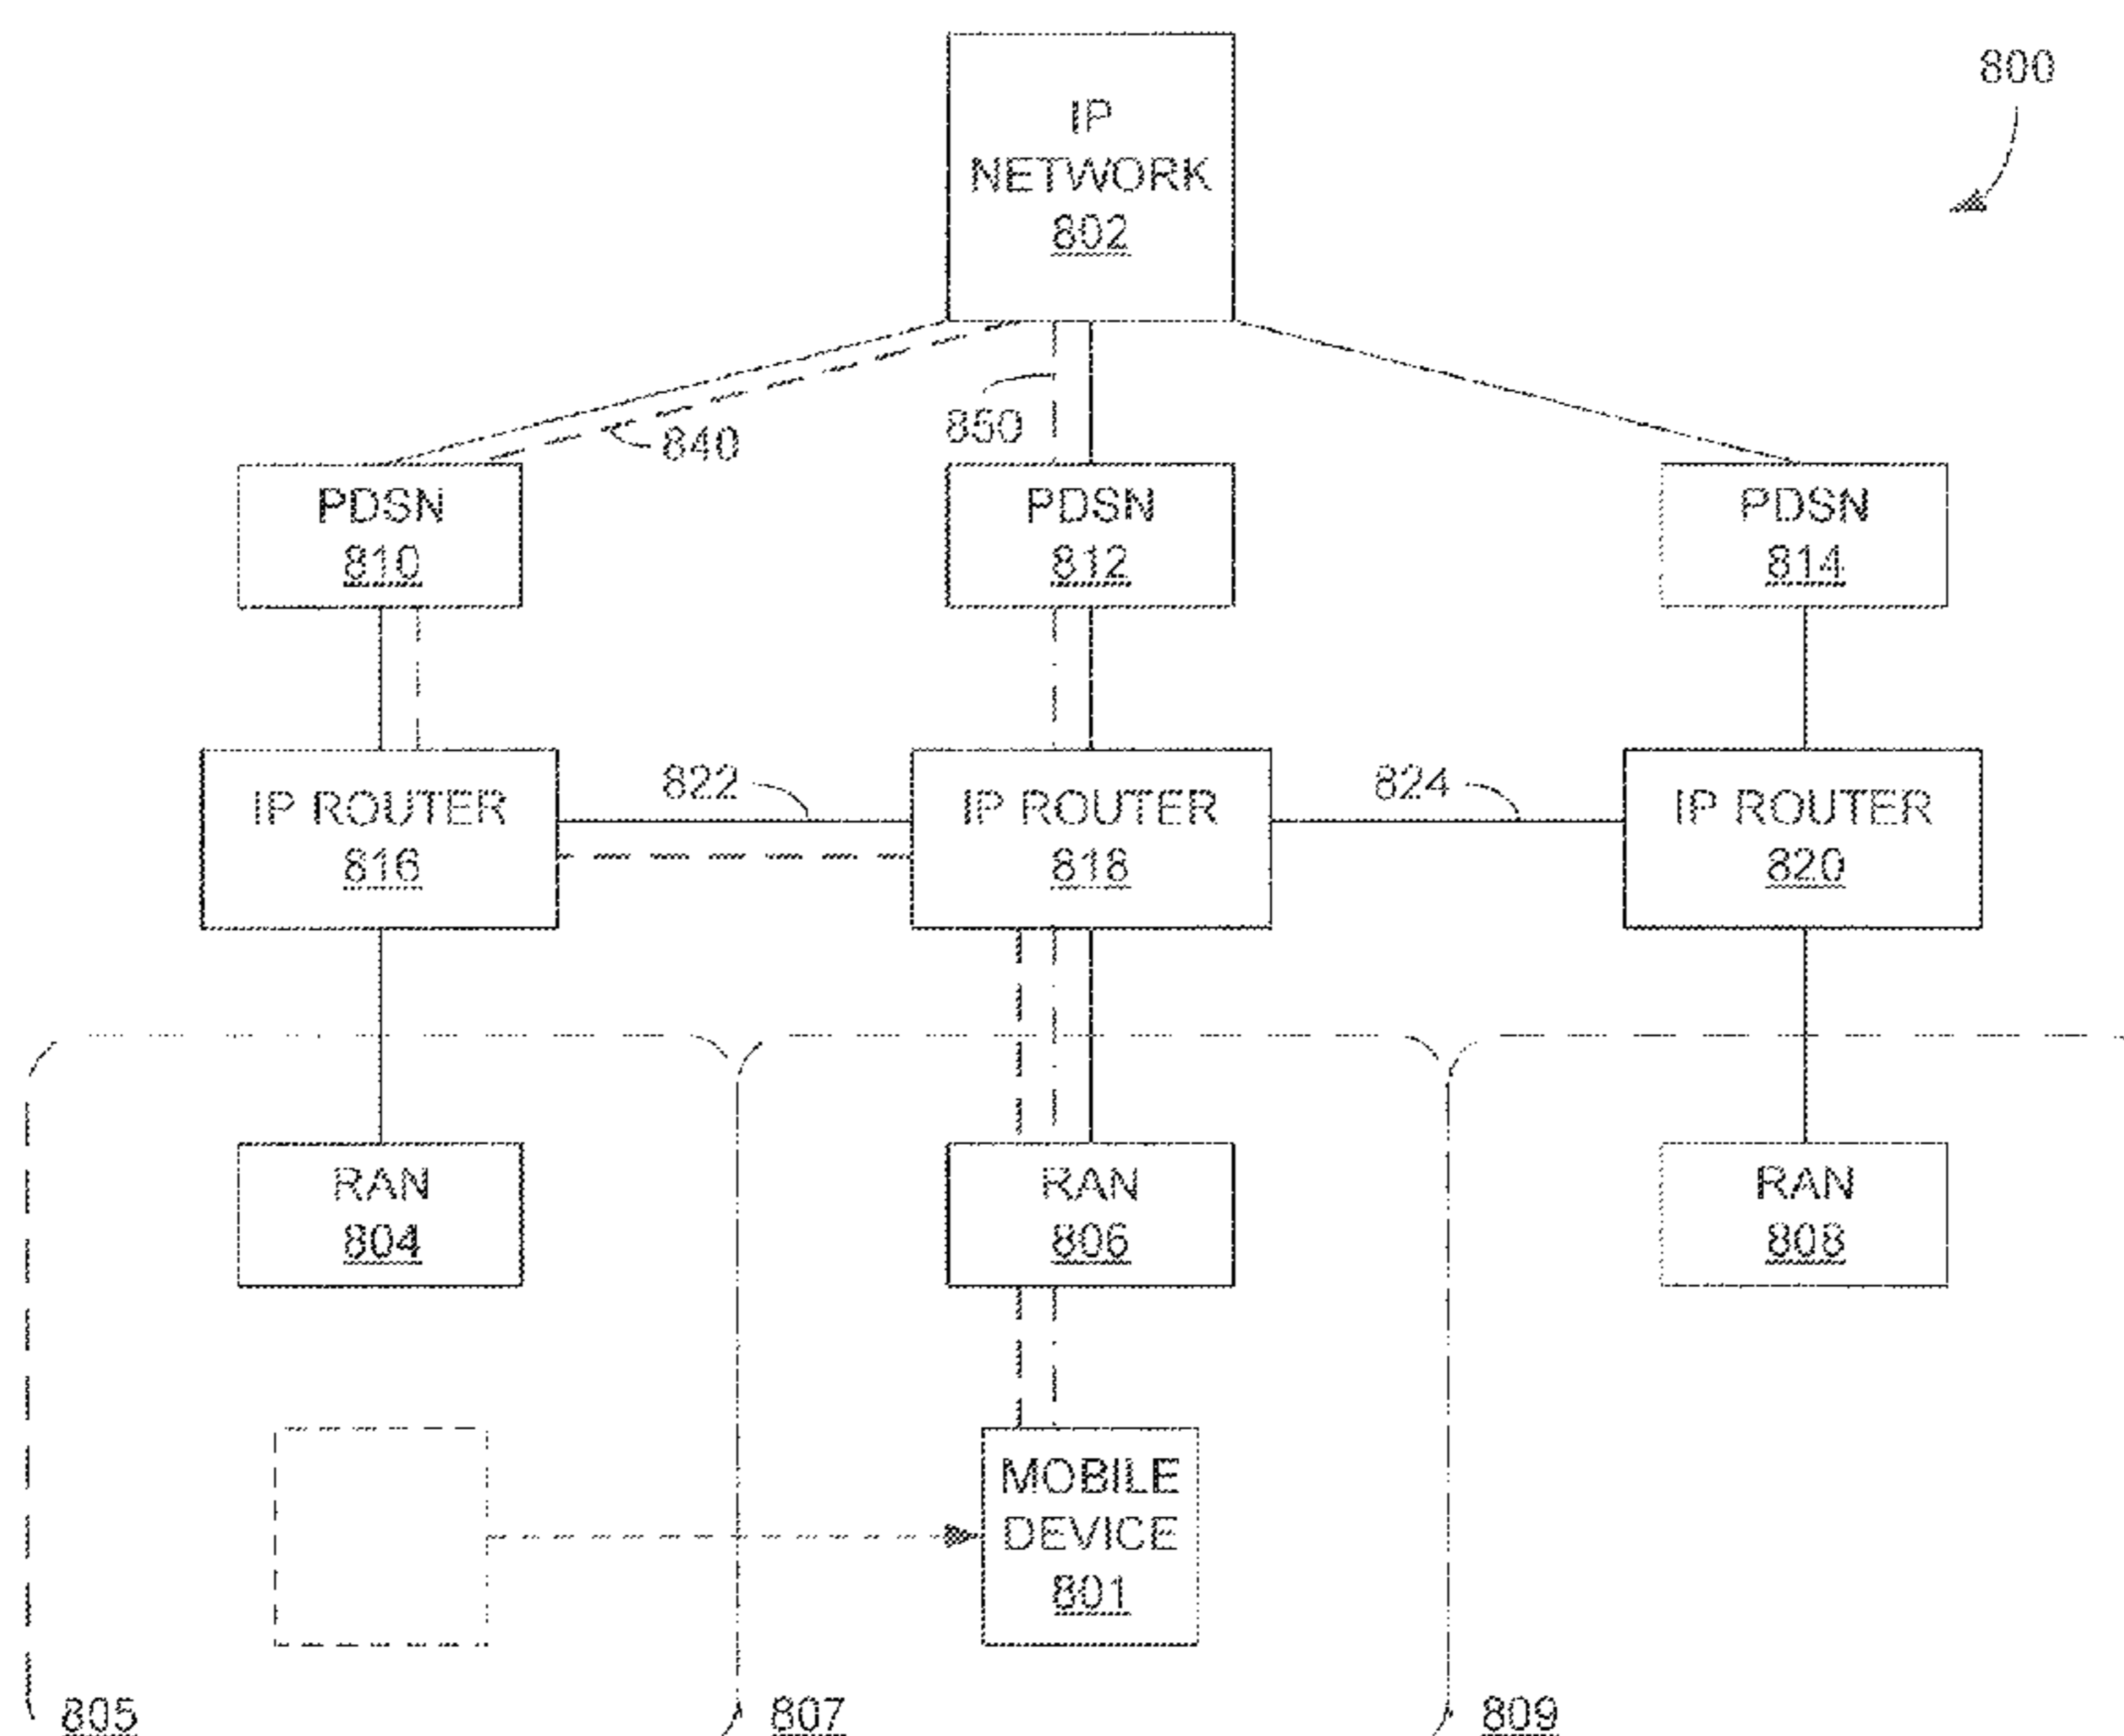 800
IP
NETWORK
802
840
850
PDSN
810
PDSN
812
PDSN
814
822
824
IP ROUTER
816
IP ROUTER
818
IP ROUTER
820
RAN
804
RAN
806
RAN
808
MOBILE
DEVICE
801
805
807
809